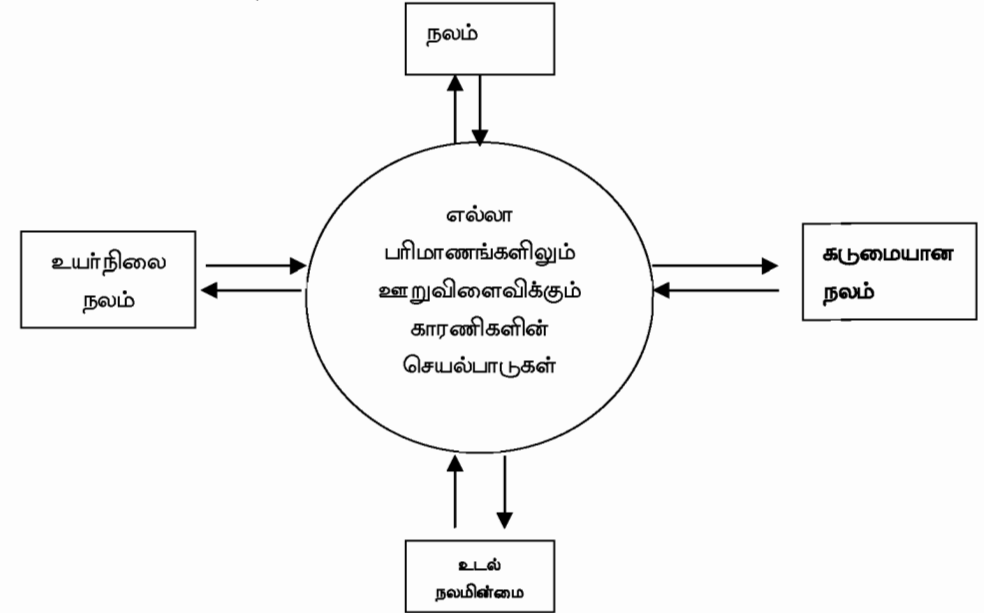 நலம்
எல்லா
பரிமாணங்களிலும்
ஊறுவிளைவிக்கும்
காரணிகளின்
செயல்பாடுகள்
உயர்நிலை
நலம்
கடுமையான
நலம்
உடல்
நலமின்மை